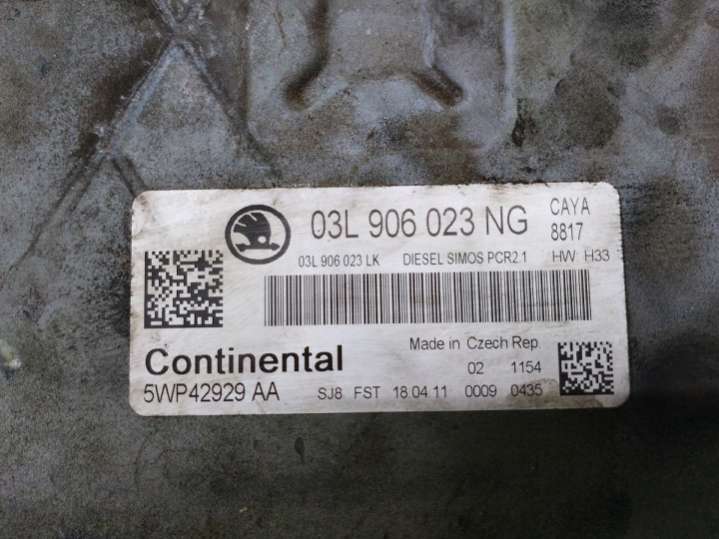 03L 906 023 NG CAYA
8817
03L 906 023 LK DIESEL SIMOS PCR2.1 HW H33
Continental Made in Czech Rep.
02 1154
5WP42929 AA SJ8 FST 18 04 11 0009 0435